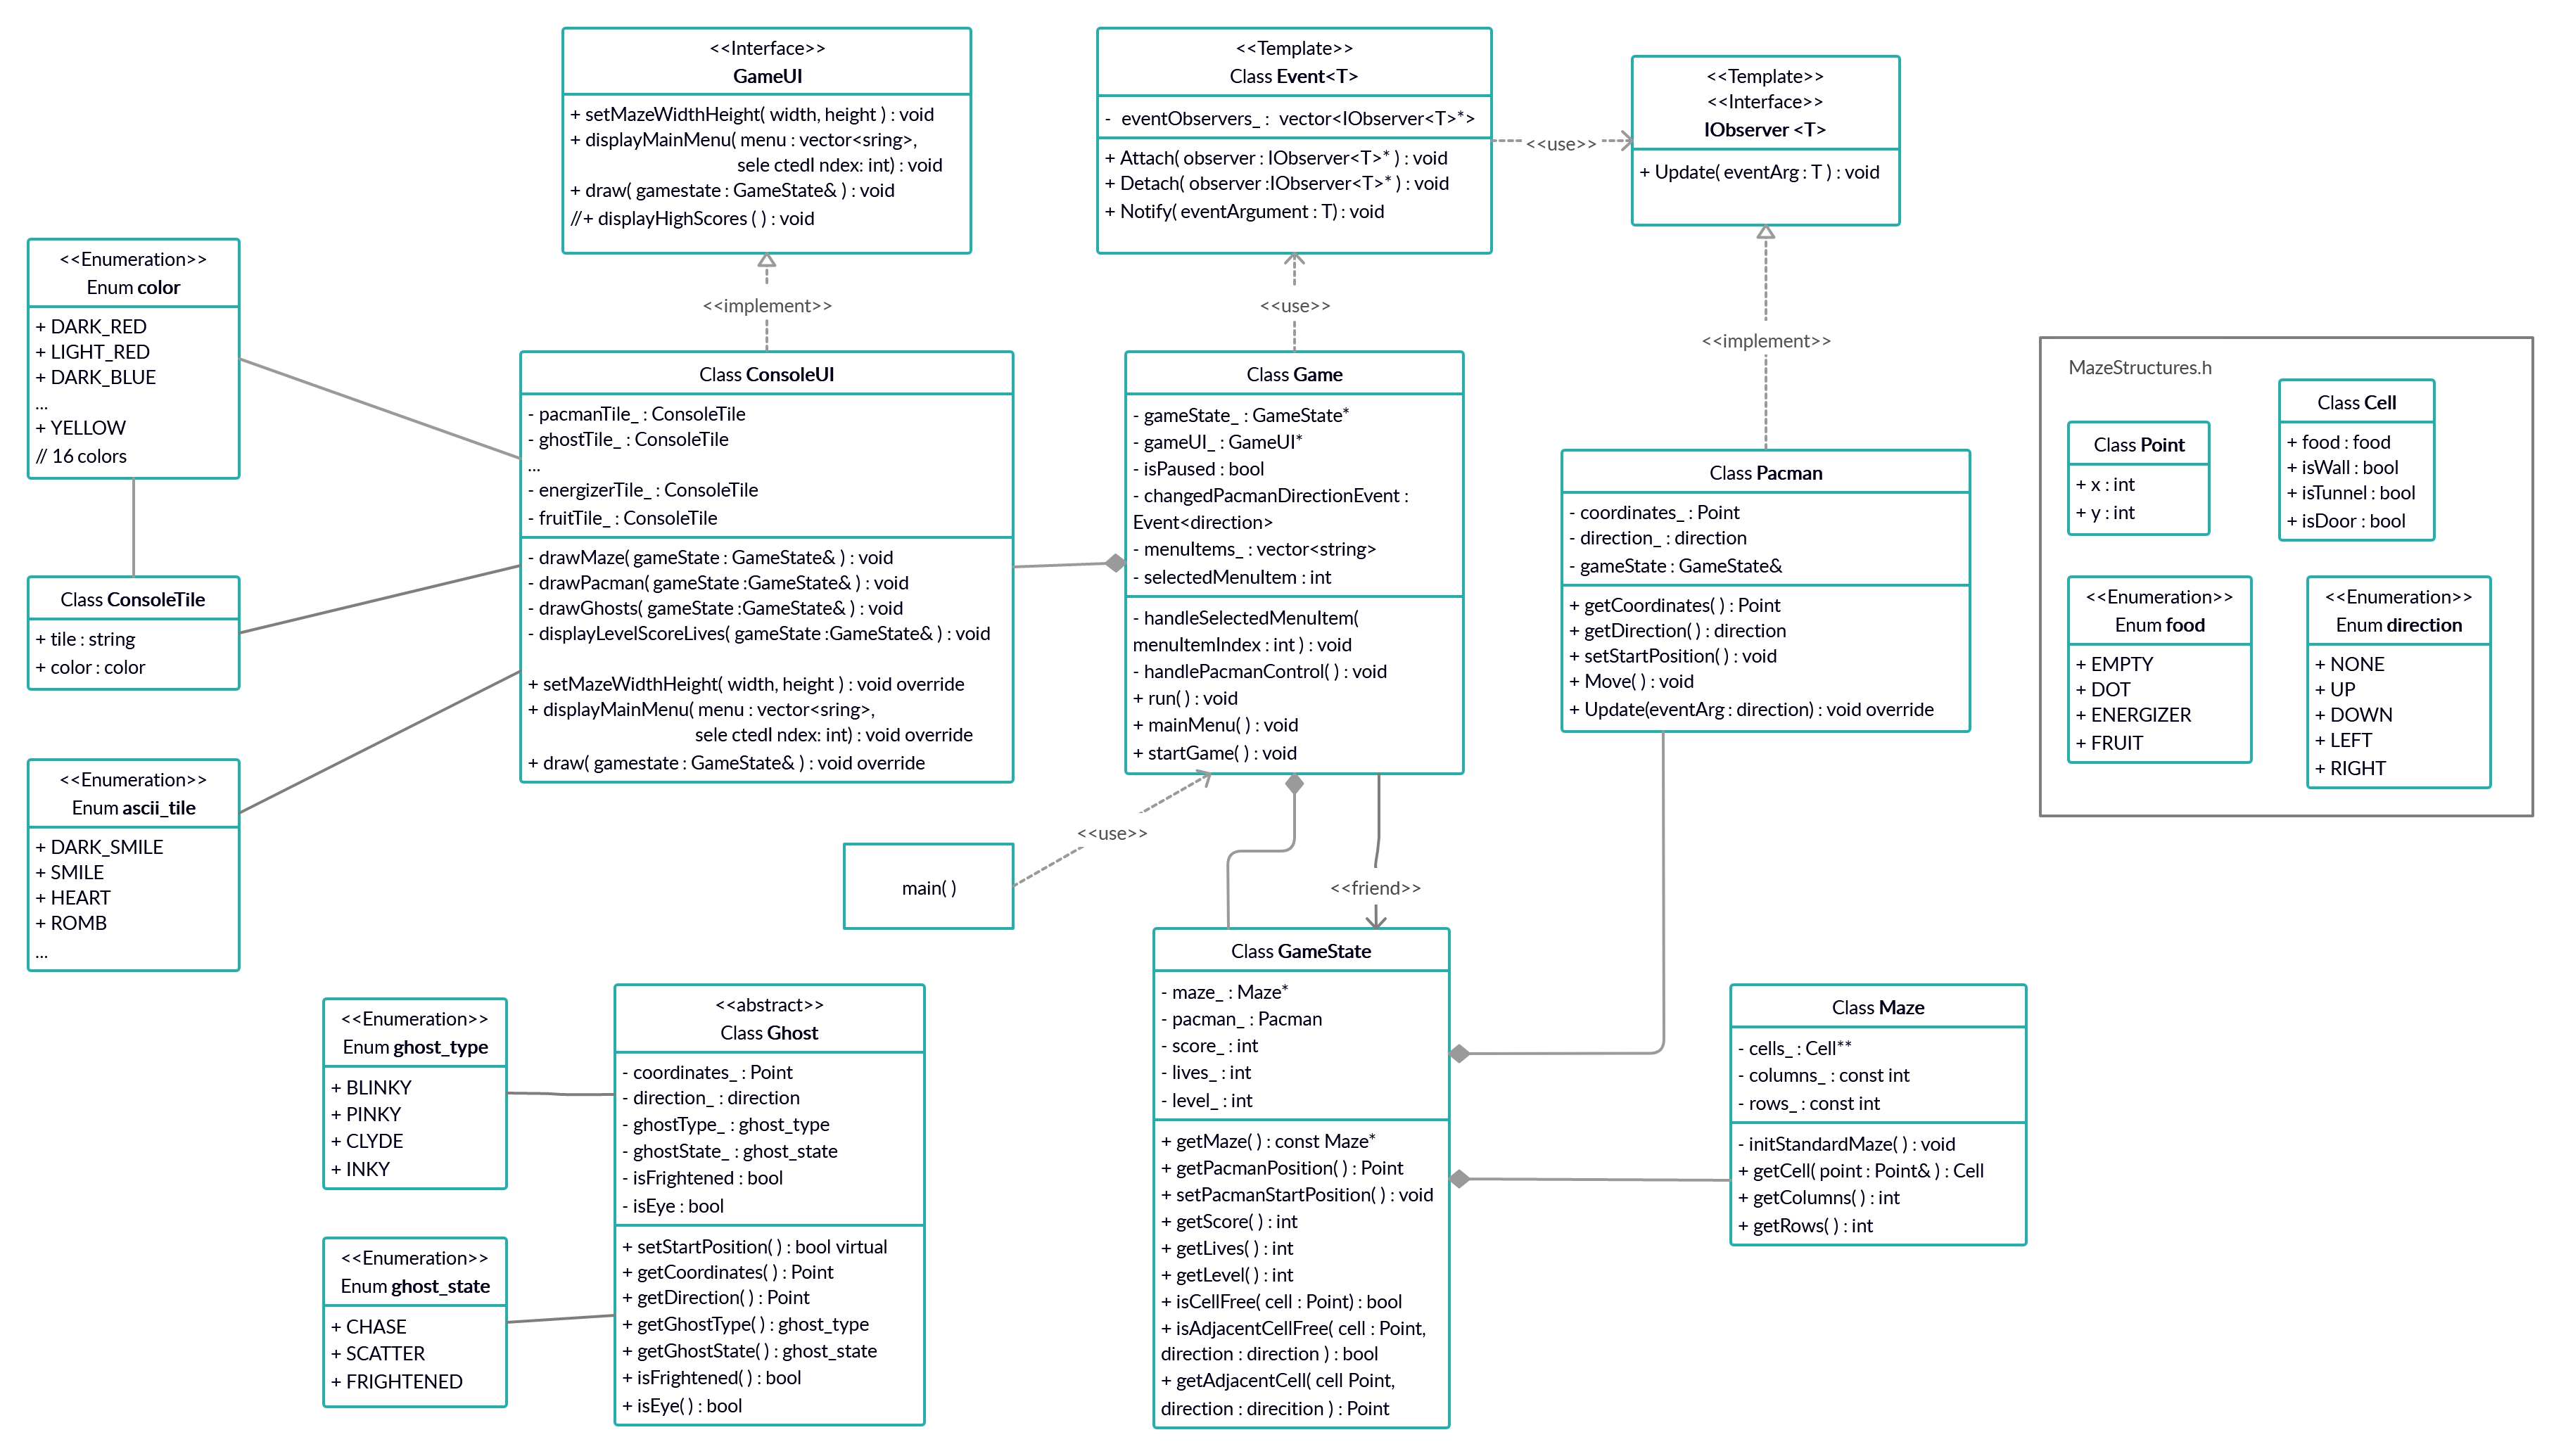 <<Interface>>
GameUI
+ setMazeWidthHeight( width, height ) : void
+ displayMainMenu( menu : vector<sring>,
sele ctedI ndex: int) : void
+ draw( gamestate : GameState& ) : void
//+ displayHighScores ( ) : void
<<Template>>
Class Event<T>
- eventObservers_ : vector<IObserver<T>*>
+ Attach( observer : IObserver<T>* ) : void
+ Detach( observer :IObserver<T>* ) : void
+ Notify( eventArgument : T) : void
<<use>>
<<Template>>
<<Interface>>
IObserver <T>
+ Update( eventArg : T ) : void
<<implement>>
<<use>>
<<implement>>
<<Enumeration>>
Enum color
+ DARK_RED
+ LIGHT_RED
+ DARK_BLUE
...
+ YELLOW
// 16 colors
Class ConsoleTile
+ tile : string
+ color : color
<<Enumeration>>
Enum ascii_tile
+ DARK_SMILE
+ SMILE
+ HEART
+ ROMB
...
Class ConsoleUI
- pacmanTile_ : ConsoleTile
- ghostTile_ : ConsoleTile
...
- energizerTile_ : ConsoleTile
- fruitTile_ : ConsoleTile
- drawMaze( gameState : GameState& ) : void
- drawPacman( gameState :GameState& ) : void
- drawGhosts( gameState :GameState& ) : void
- displayLevelScoreLives( gameState :GameState& ) : void
+ setMazeWidthHeight( width, height ) : void override
+ displayMainMenu( menu : vector<sring>,
sele ctedI ndex: int) : void override
+ draw( gamestate : GameState& ) : void override
Class Game
- gameState_ : GameState*
- gameUI_ : GameUI*
- isPaused : bool
- changedPacmanDirectionEvent :
Event<direction>
- menuItems_ : vector<string>
- selectedMenuItem : int
- handleSelectedMenuItem(
menuItemIndex : int ) : void
- handlePacmanControl( ) : void
+ run( ) : void
+ mainMenu( ) : void
+ startGame( ) : void
Class Pacman
- coordinates_ : Point
- direction_ : direction
- gameState : GameState&
+ getCoordinates( ) : Point
+ getDirection( ) : direction
+ setStartPosition( ) : void
+ Move( ) : void
+ Update(eventArg : direction) : void override
MazeStructures.h
Class Point
+ x : int
+ y : int
Class Cell
+ food : food
+ isWall : bool
+ isTunnel : bool
+ isDoor : bool
<<Enumeration>>
Enum food
+ EMPTY
+ DOT
+ ENERGIZER
+ FRUIT
<<Enumeration>>
Enum direction
+ NONE
+ UP
+ DOWN
+ LEFT
+ RIGHT
<<use>>
main( )
<<friend>>
<<Enumeration>>
Enum ghost_type
+ BLINKY
+ PINKY
+ CLYDE
+ INKY
<<Enumeration>>
Enum ghost_state
+ CHASE
+ SCATTER
+ FRIGHTENED
<<abstract>>
Class Ghost
- coordinates_ : Point
- direction_ : direction
- ghostType_ : ghost_type
- ghostState_ : ghost_state
- isFrightened : bool
- isEye : bool
+ setStartPosition( ) : bool virtual
+ getCoordinates( ) : Point
+ getDirection( ) : Point
+ getGhostType( ) : ghost_type
+ getGhostState( ) : ghost_state
+ isFrightened( ) : bool
+ isEye( ) : bool
Class GameState
- maze_ : Maze*
- pacman_ : Pacman
- score_ : int
- lives_ : int
- level_ : int
+ getMaze( ) : const Maze*
+ getPacmanPosition( ) : Point
+ setPacmanStartPosition( ) : void
+ getScore( ) : int
+ getLives( ) : int
+ getLevel( ) : int
+ isCellFree( cell : Point) : bool
+ isAdjacentCellFree( cell : Point,
direction : direction ) : bool
+ getAdjacentCell( cell Point,
direction : direcition ) : Point
Class Maze
- cells_ : Cell**
- columns_ : const int
- rows_ : const int
- initStandardMaze( ) : void
+ getCell( point : Point& ) : Cell
+ getColumns( ) : int
+ getRows( ) : int